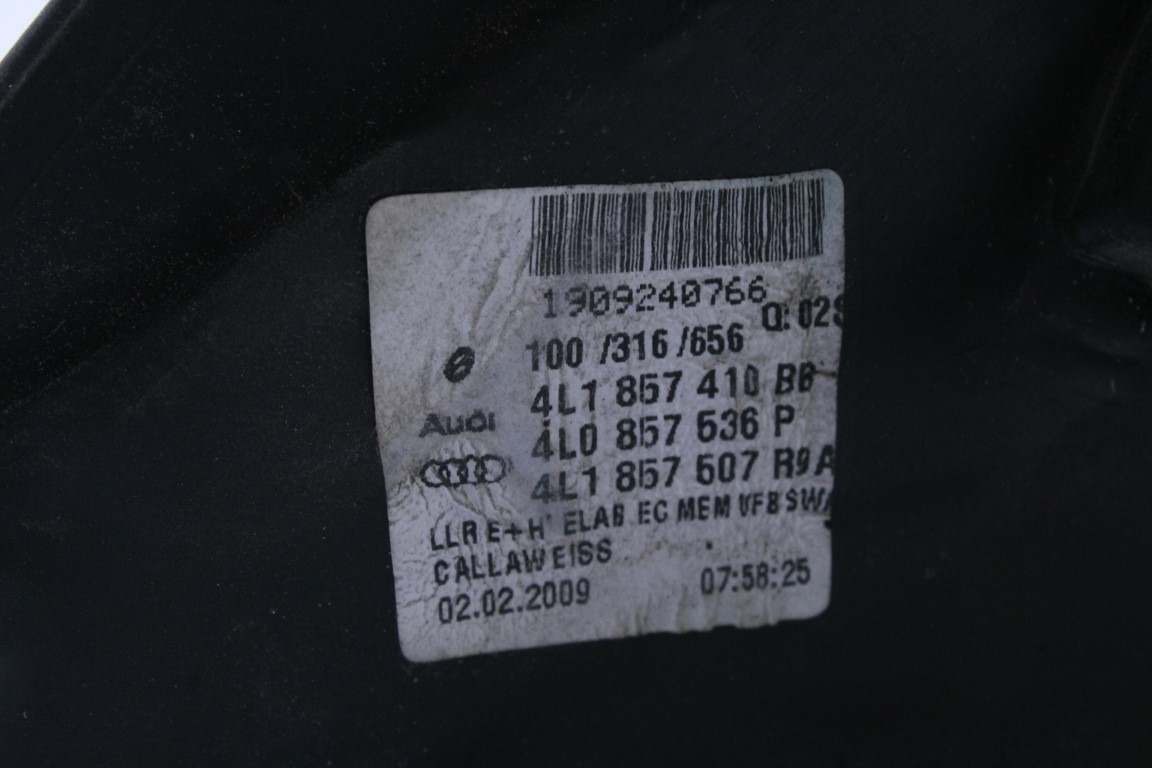 1909240766
Q: 02S
100 /316 /656
4L1 857 410 BB
Audi
4L0 857 536 P
4L1 857 507 R9A
LLR E+H ELAB EC MEM VFB SW
CALLAWEISS
02.02.2009 07:58:25